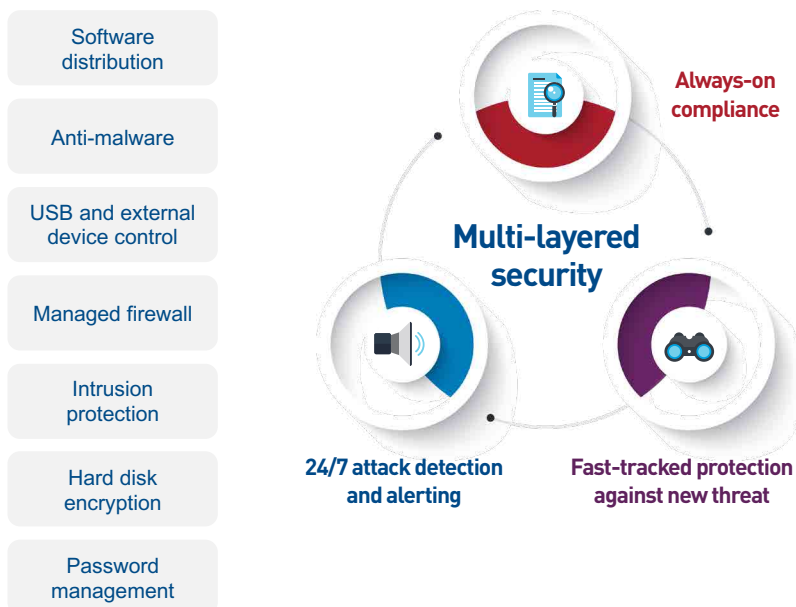 Software
distribution
Anti-malware
USB and external
device control
Managed firewall
Intrusion
protection
Hard disk
encryption
Password
management
Always-on
compliance
Multi-layered
security
24/7 attack detection
and alerting
Fast-tracked protection
against new threat